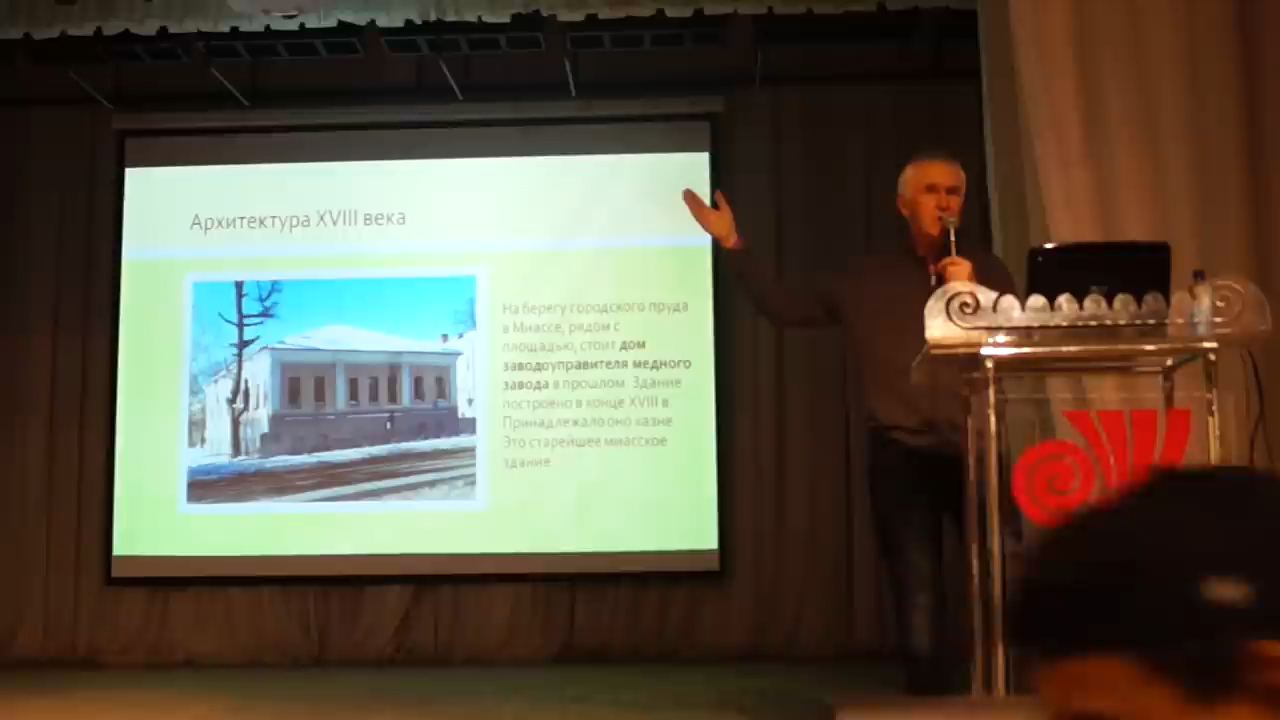 Архитектура XVIII века
На берегу городского пруда
в Миассе, рядом с
площадью, стоит дом
заводоуправителя медного
завода в прошлом. Здание
построено в конце XVIII в.
Принадлежало оно казне.
Это старейшее миасское
здание.